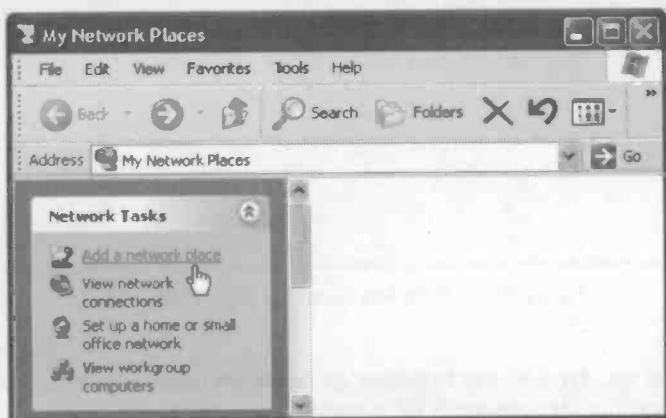 My Network Places
File Edit View Favorites Tools Help
Back Search Folders
Address My Network Places Go
Network Tasks
Add a network place
View network
connections
Set up a home or small
office network
View workgroup
computers